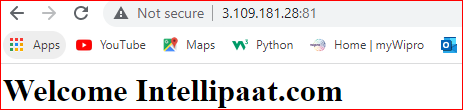 Not secure | 3.109.181.28:81
Apps YouTube Maps Python Home | myWipro
Welcome Intellipaat.com